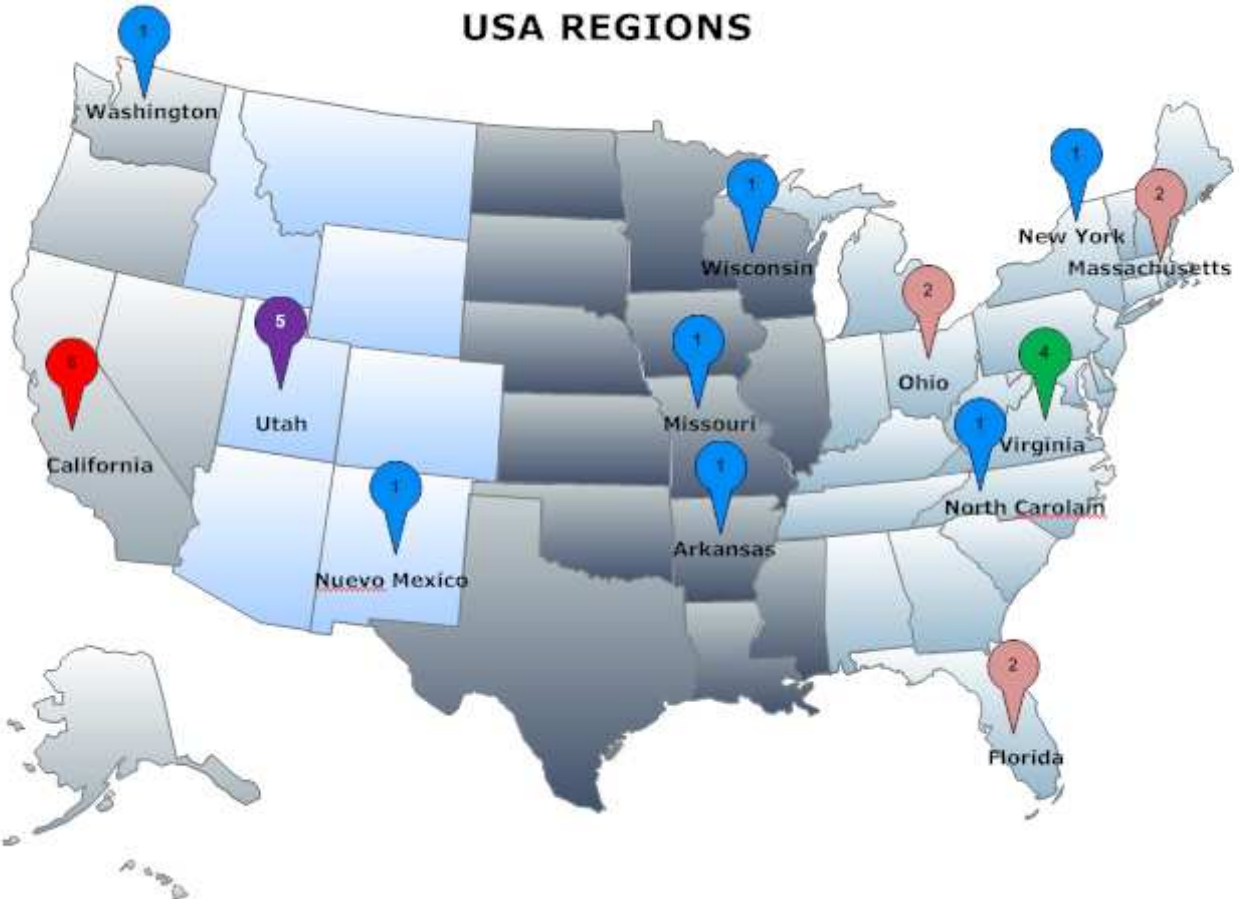 USA REGIONS
1
Washington
1
1
2
New York
Wisconsin
Massachusetts
2
5
1
4
Ohio
Utah
Missouri
1
Virginia
California
1
1
North Carolain
Arkansas
Nuevo Mexico
2
Florida